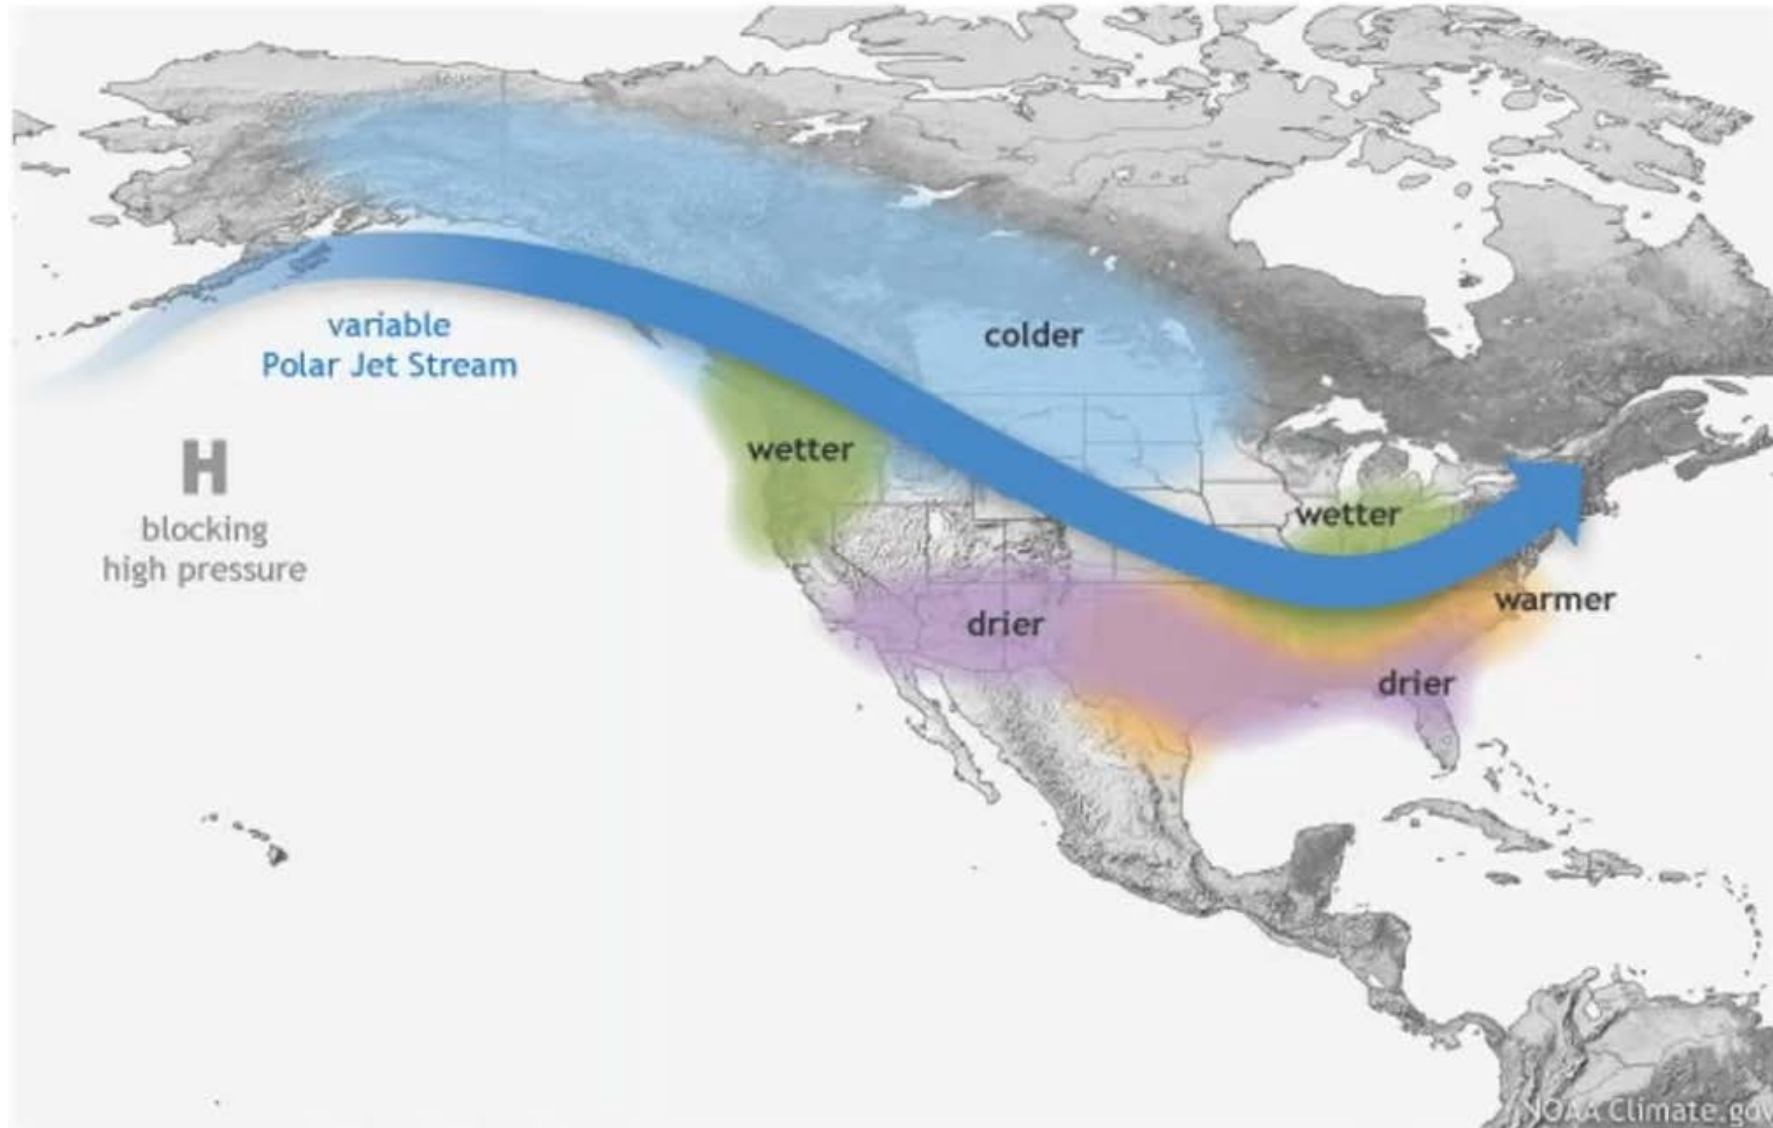 variable
Polar Jet Stream
colder
H
blocking
high pressure
wetter
wetter
warmer
drier
drier
NOAA Climate.gov